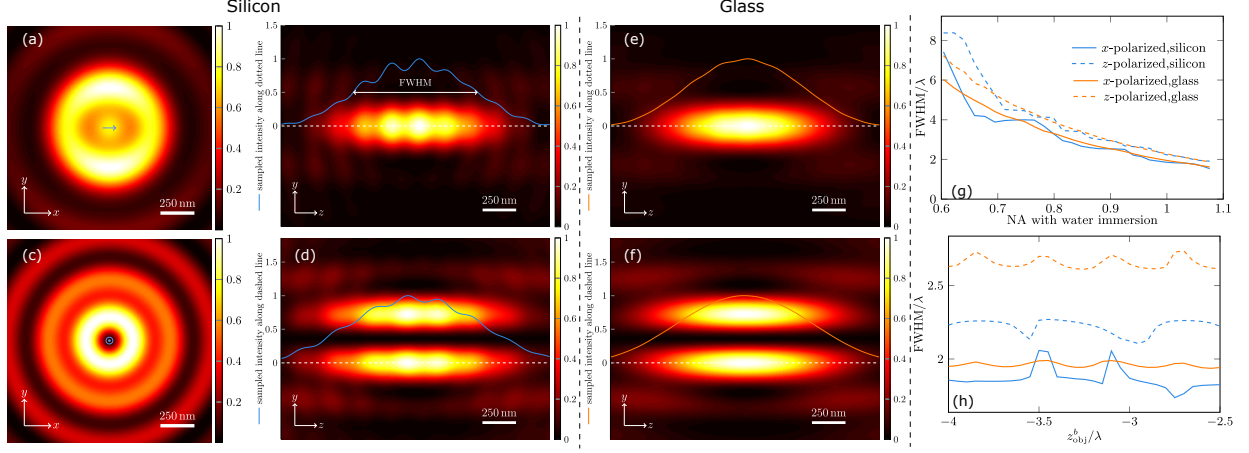 Silicon
Glass
(a)
y
x
250 nm
1
0.8
0.6
0.4
0.2
sampled intensity along dotted line
1.5
1
0.5
0
FWHM
y
z
250 nm
1
0.8
0.6
0.4
0.2
0
sampled intensity along dotted line
1.5
1
0.5
0
(e)
y
z
250 nm
1
0.8
0.6
0.4
0.2
0
(c)
y
x
250 nm
1
0.8
0.6
0.4
0.2
sampled intensity along dashed line
1.5
1
0.5
0
(d)
y
z
250 nm
1
0.8
0.6
0.4
0.2
0
sampled intensity along dashed line
1.5
1
0.5
0
(f)
y
z
250 nm
1
0.8
0.6
0.4
0.2
0
FWHM/λ
8
6
4
2
0
x-polarized,silicon
z-polarized,silicon
x-polarized,glass
z-polarized,glass
(g)
0.6 0.7 0.8 0.9 1 1.1
NA with water immersion
FWHM/λ
2.5
2
(h)
-4 -3.5 -3 -2.5
z^b_obj/λ